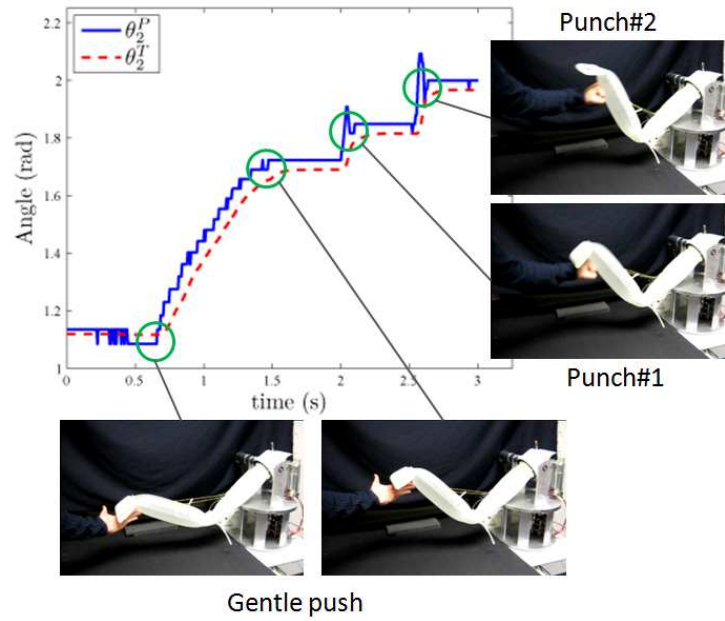 Punch#2
θ₂ᴾ
θ₂ᵀ
Angle (rad)
2.2
2
1.8
1.6
1.4
1.2
1
0
0.5
1
1.5
2
2.5
3
time (s)
Punch#1
Gentle push